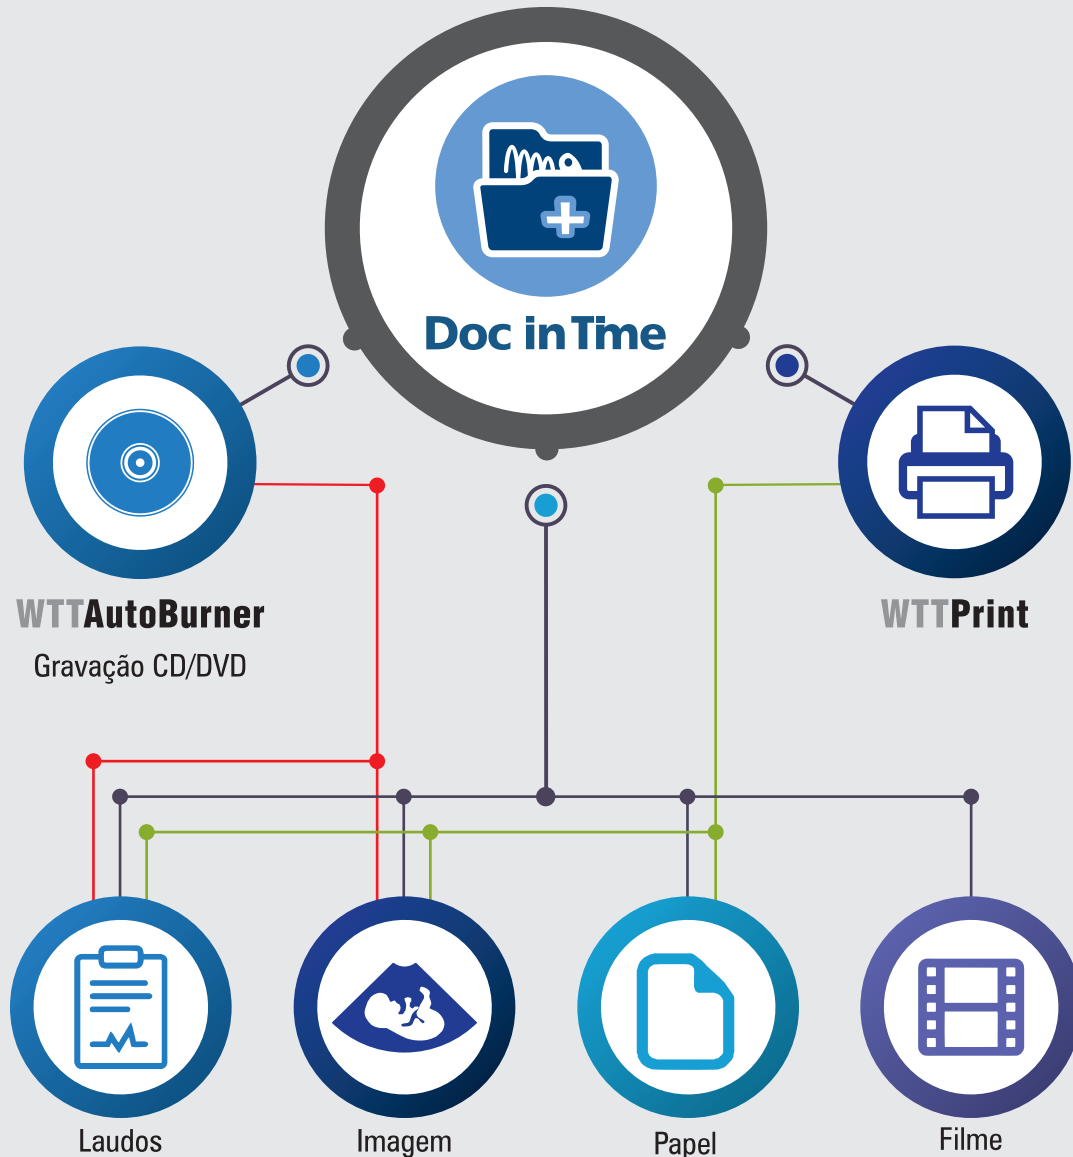 Doc in Time
WTTAutoBurner
Gravação CD/DVD
WTTPrint
Laudos
Imagem
Papel
Filme